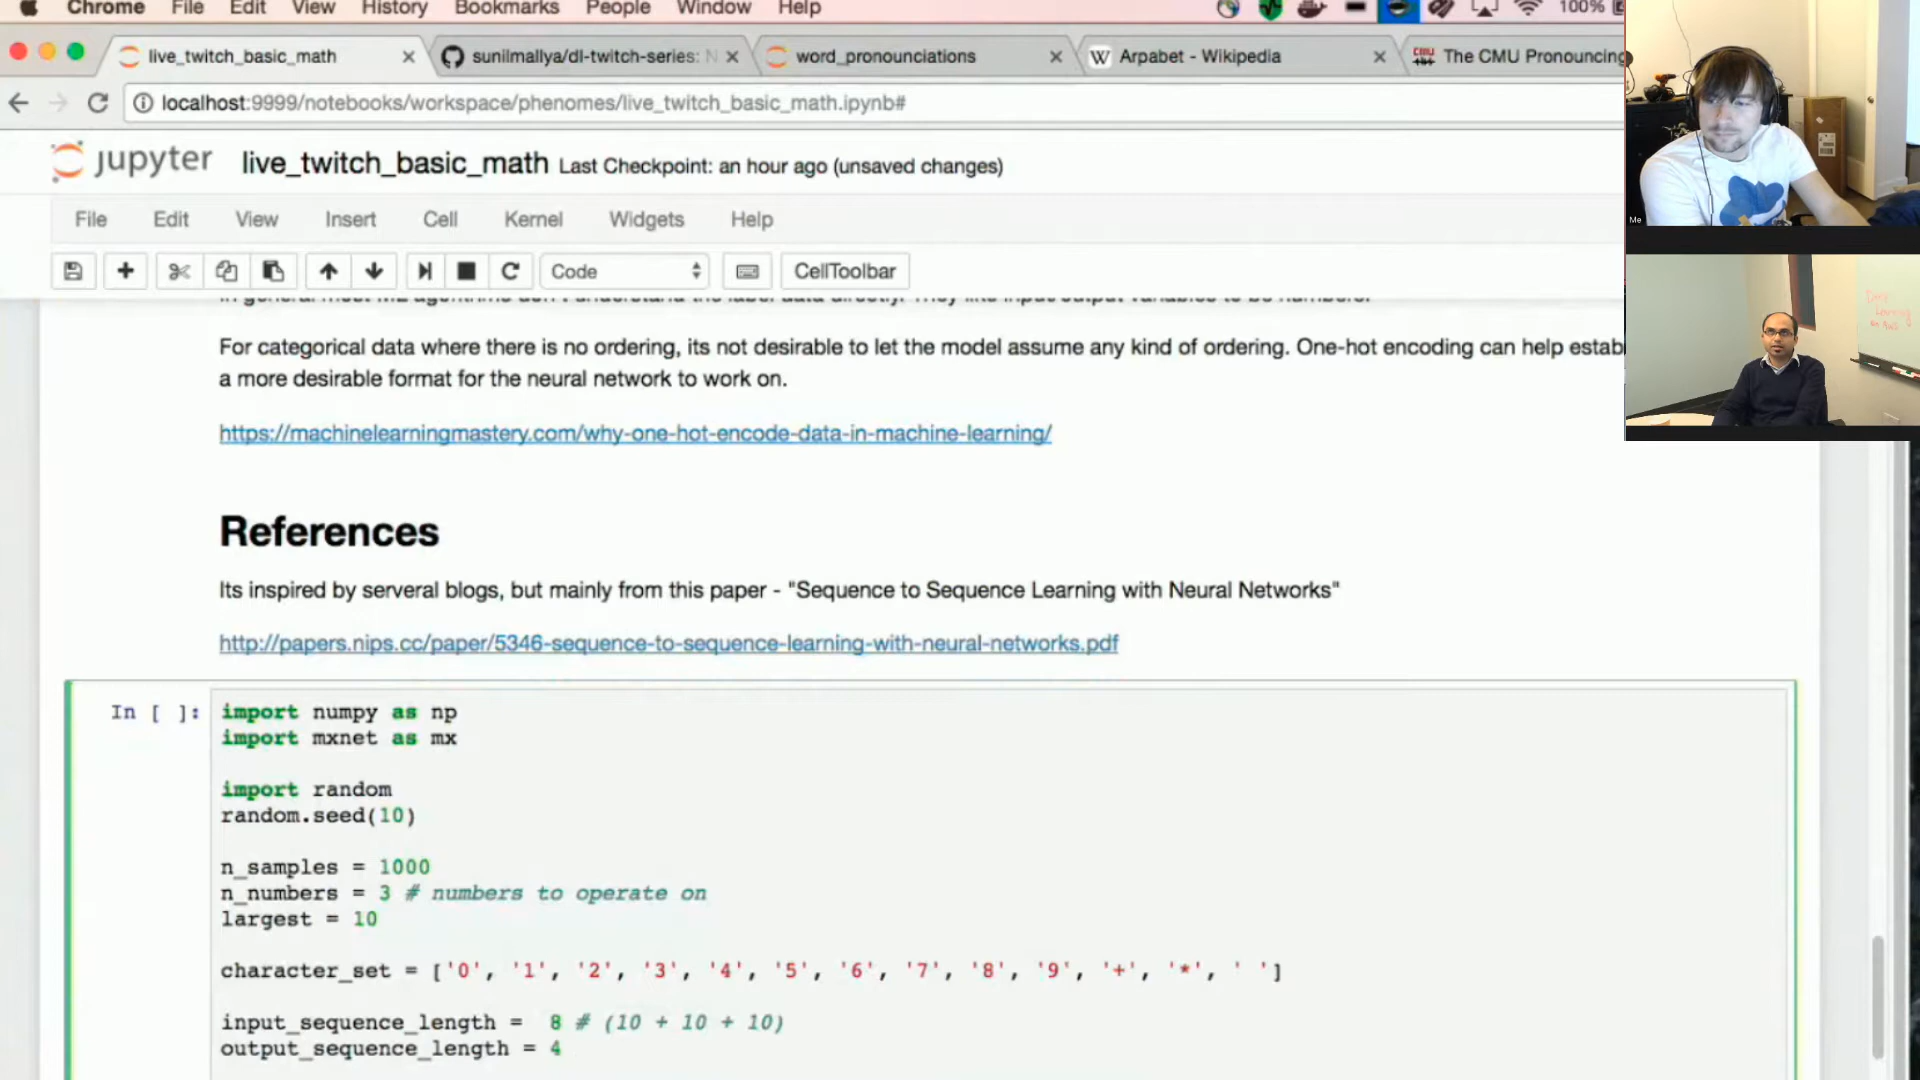 Chrome File Edit View History Bookmarks People Window Help 100%
live_twitch_basic_math sunilmallya/dl-twitch-series: N word_pronounciations Arpabet - Wikipedia The CMU Pronouncing
localhost:9999/notebooks/workspace/phenomes/live_twitch_basic_math.ipynb#
jupyter live_twitch_basic_math Last Checkpoint: an hour ago (unsaved changes)
File Edit View Insert Cell Kernel Widgets Help
Code CellToolbar
For categorical data where there is no ordering, its not desirable to let the model assume any kind of ordering. One-hot encoding can help estab
a more desirable format for the neural network to work on.
https://machinelearningmastery.com/why-one-hot-encode-data-in-machine-learning/
References
Its inspired by serveral blogs, but mainly from this paper - "Sequence to Sequence Learning with Neural Networks"
http://papers.nips.cc/paper/5346-sequence-to-sequence-learning-with-neural-networks.pdf
In [ ]: import numpy as np
import mxnet as mx
import random
random.seed(10)
n_samples = 1000
n_numbers = 3 # numbers to operate on
largest = 10
character_set = ['0', '1', '2', '3', '4', '5', '6', '7', '8', '9', '+', '*', ' ']
input_sequence_length = 8 # (10 + 10 + 10)
output_sequence_length = 4
Me